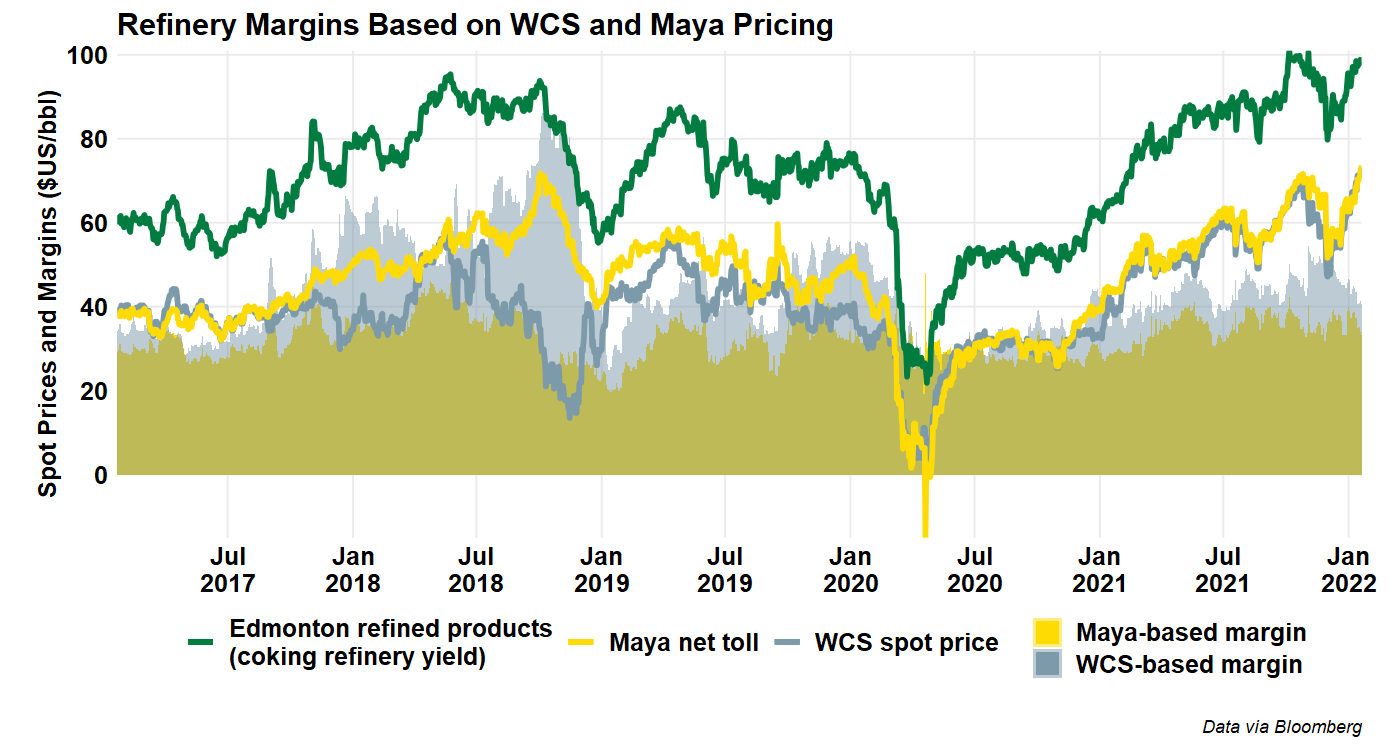 Refinery Margins Based on WCS and Maya Pricing
Spot Prices and Margins ($US/bbl)
100
80
60
40
20
0
Jul
2017
Jan
2018
Jul
2018
Jan
2019
Jul
2019
Jan
2020
Jul
2020
Jan
2021
Jul
2021
Jan
2022
Edmonton refined products
(coking refinery yield)
Maya net toll
WCS spot price
Maya-based margin
WCS-based margin
Data via Bloomberg